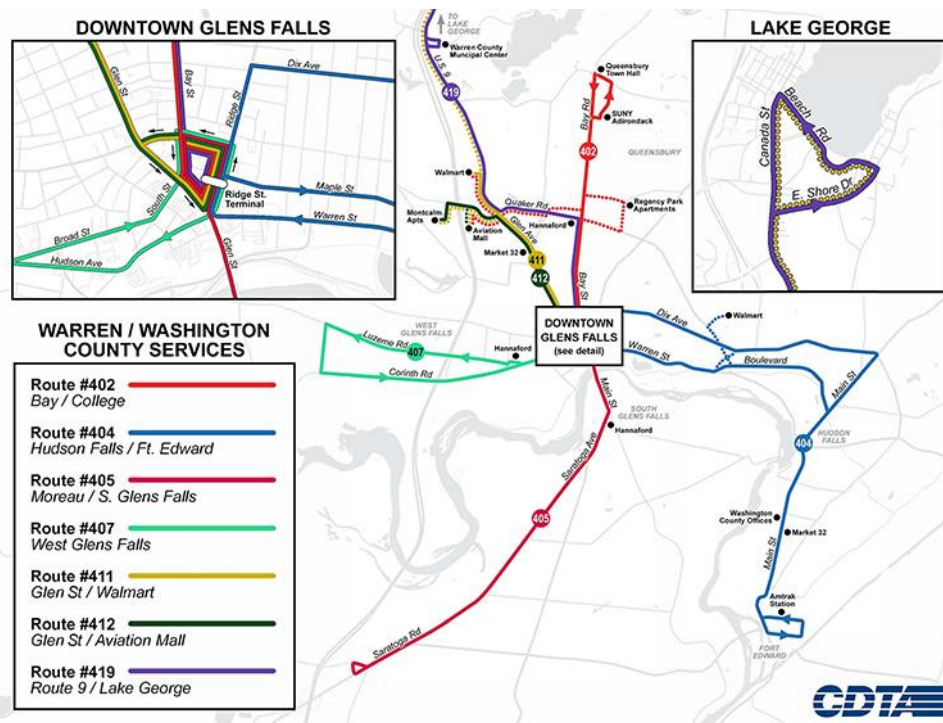 DOWNTOWN GLENS FALLS
Glen St
Bay St
Ridge St
Dix Ave
Ridge St.
Terminal
Maple St
Warren St
South St
Broad St
Hudson Ave
Glen St
TO
LAKE
GEORGE
Warren County
Muncipal Center
U.S. 9
419
Queensbury
Town Hall
Bay Rd
SUNY
Adirondack
402
QUEENSBURY
Walmart
Quaker Rd
Regency Park
Apartments
Montcalm
Apts
Aviation
Mall
Glen Ave
Hannaford
Market 32
411
412
Bay St
LAKE GEORGE
Canada St
Beach Rd
E. Shore Dr
DOWNTOWN
GLENS FALLS
(see detail)
WEST
GLENS FALLS
Luzerne Rd
407
Hannaford
Corinth Rd
Dix Ave
Walmart
Warren St
Boulevard
Main St
HUDSON
FALLS
404
Main St
SOUTH
GLENS FALLS
Hannaford
Saratoga Ave
405
Saratoga Rd
Washington
County Offices
Market 32
Main St
Amtrak
Station
FORT
EDWARD
WARREN / WASHINGTON
COUNTY SERVICES
Route #402
Bay / College
Route #404
Hudson Falls / Ft. Edward
Route #405
Moreau / S. Glens Falls
Route #407
West Glens Falls
Route #411
Glen St / Walmart
Route #412
Glen St / Aviation Mall
Route #419
Route 9 / Lake George
CDTA